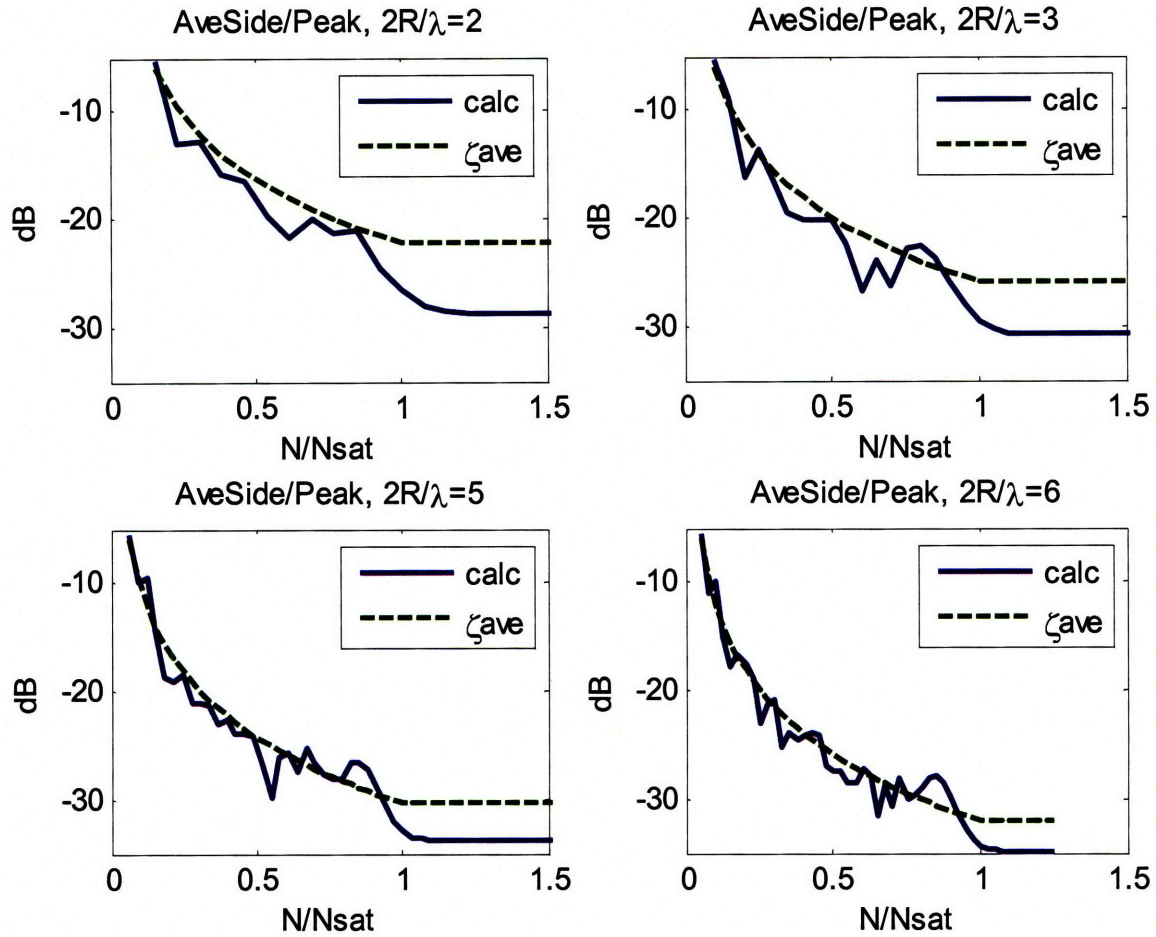 AveSide/Peak, 2R/λ=2
calc
ζave
-10
-20
-30
dB
0 0.5 1 1.5
N/Nsat
AveSide/Peak, 2R/λ=3
calc
ζave
-10
-20
-30
dB
0 0.5 1 1.5
N/Nsat
AveSide/Peak, 2R/λ=5
calc
ζave
-10
-20
-30
dB
0 0.5 1 1.5
N/Nsat
AveSide/Peak, 2R/λ=6
calc
ζave
-10
-20
-30
dB
0 0.5 1 1.5
N/Nsat